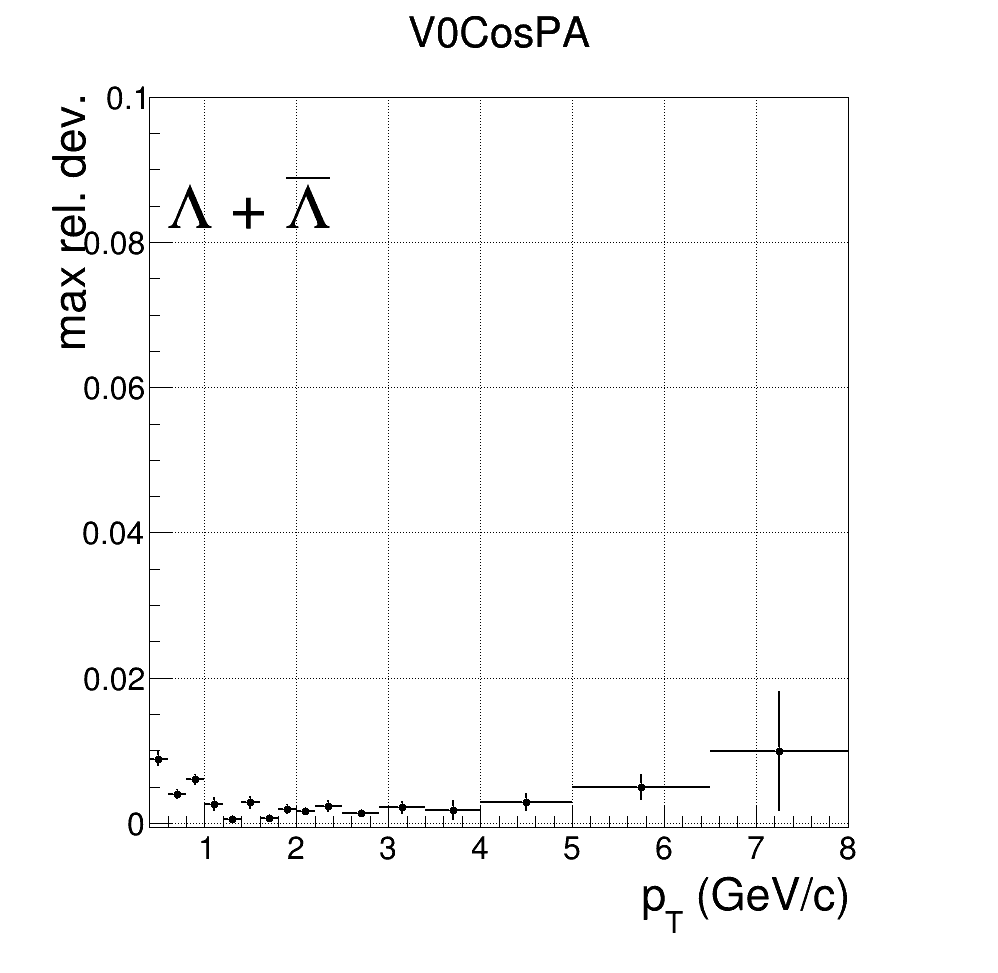 V0CosPA
max rel. dev.
0.1
0.08
0.06
0.04
0.02
0
Λ + Λ̅
1 2 3 4 5 6 7 8
p_T (GeV/c)